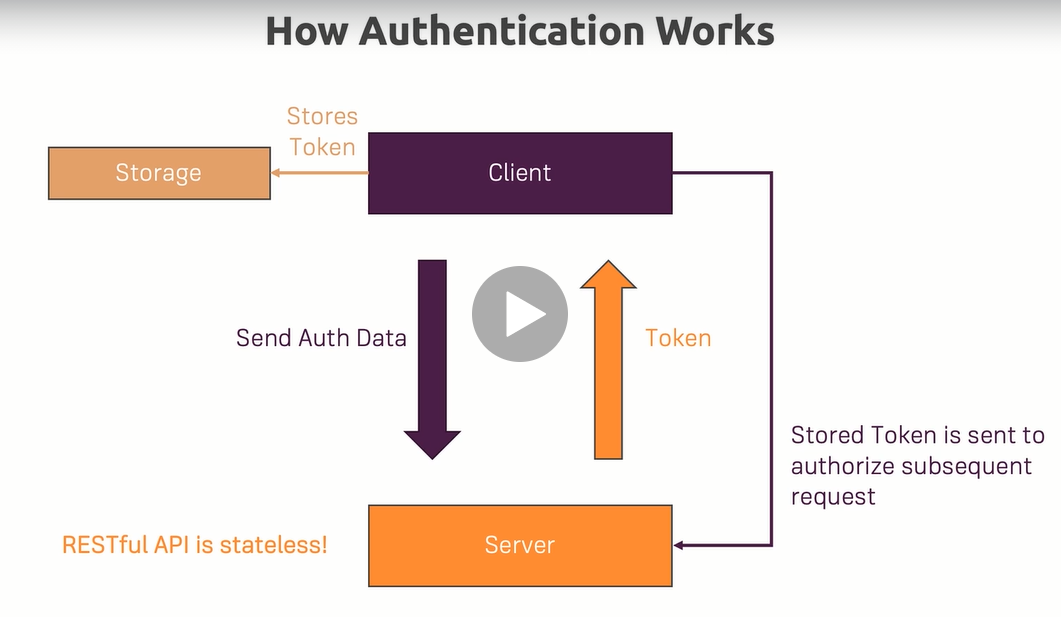 How Authentication Works
Stores
Token
Storage
Client
Send Auth Data
Token
Stored Token is sent to
authorize subsequent
request
RESTful API is stateless!
Server